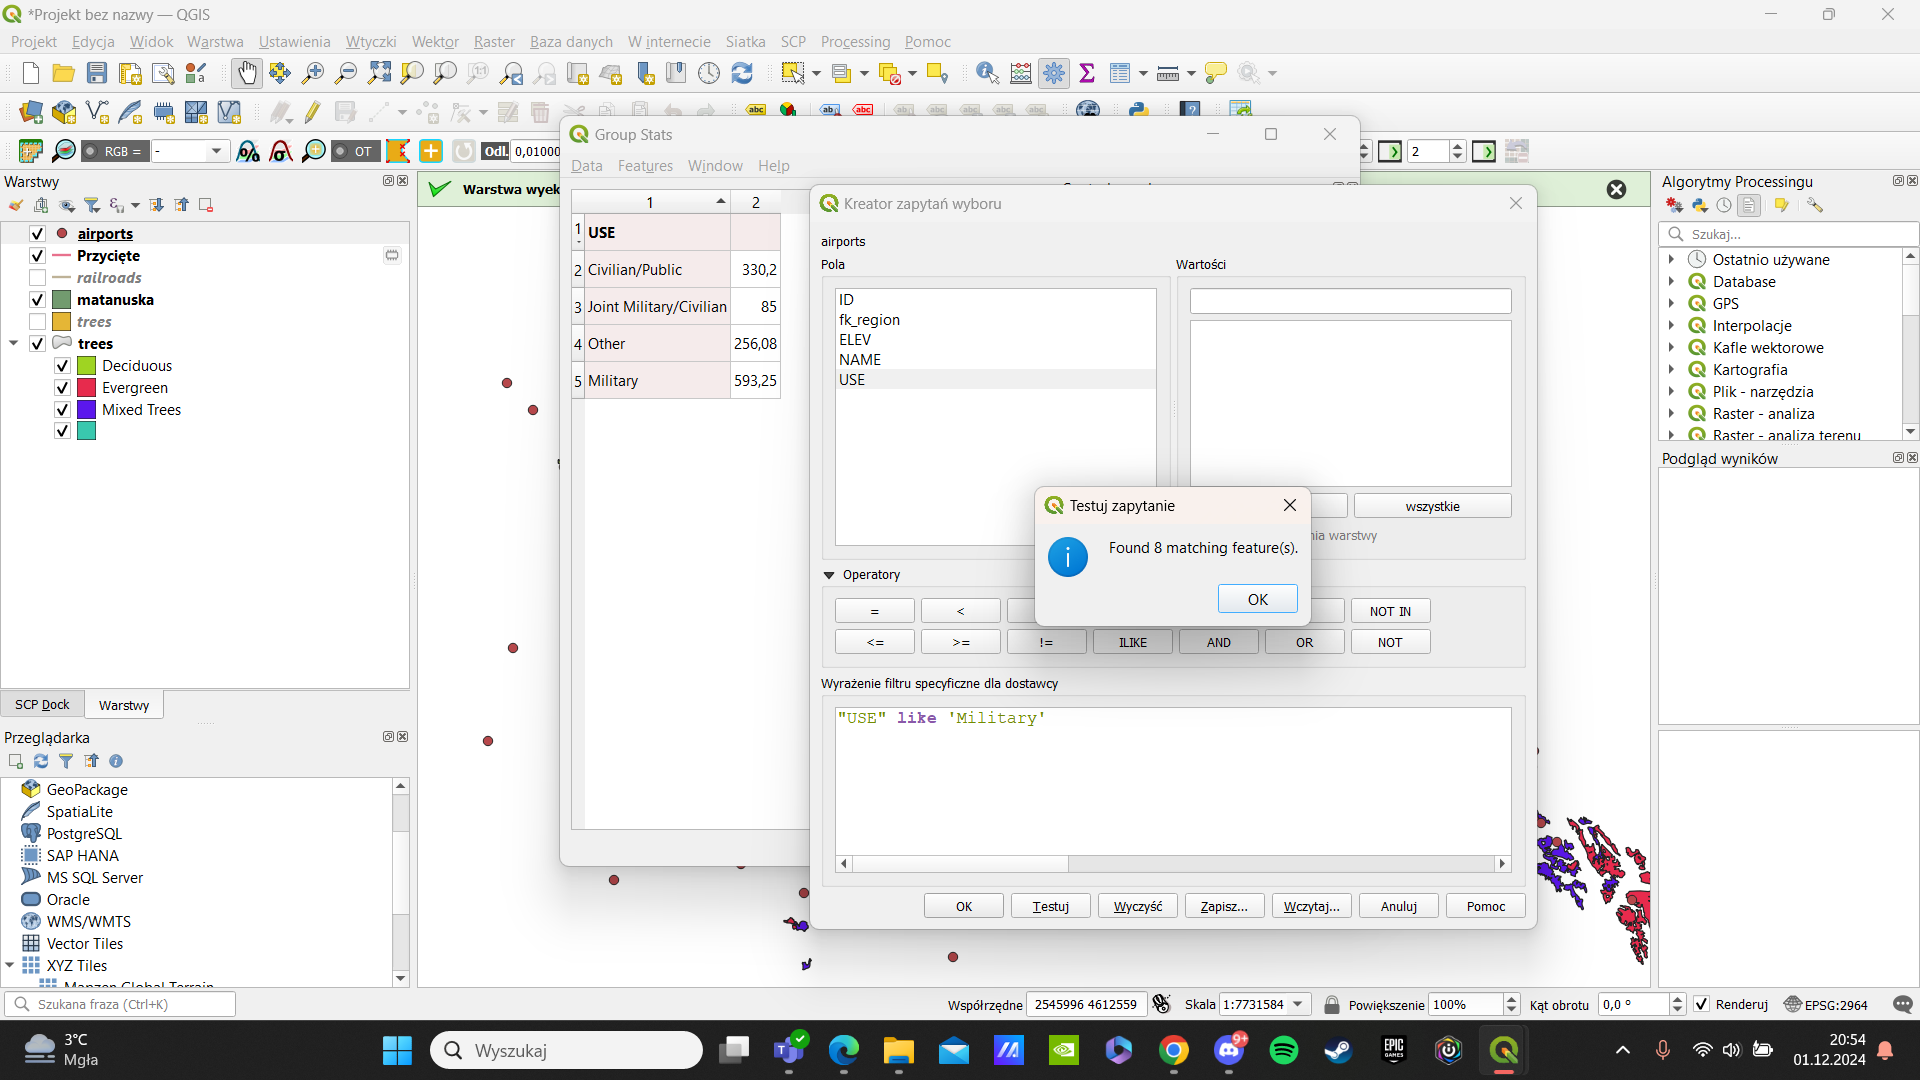 *Projekt bez nazwy — QGIS
Projekt Edycja Widok Warstwa Ustawienia Wtyczki Wektor Raster Baza danych W internecie Siatka SCP Processing Pomoc
RGB = - OT Odl. 0,01000 2
Warstwy
airports
Przycięte
railroads
matanuska
trees
trees
Deciduous
Evergreen
Mixed Trees
SCP Dock Warstwy
Przeglądarka
GeoPackage
SpatiaLite
PostgreSQL
SAP HANA
MS SQL Server
Oracle
WMS/WMTS
Vector Tiles
XYZ Tiles
Mapzen Global Terrain
Warstwa wyek
Group Stats
Data Features Window Help
1 2
1 USE
2 Civilian/Public 330,2
3 Joint Military/Civilian 85
4 Other 256,08
5 Military 593,25
Kreator zapytań wyboru
airports
Pola Wartości
ID
fk_region
ELEV
NAME
USE
wszystkie
nia warstwy
Testuj zapytanie
Found 8 matching feature(s).
OK
Operatory
= < NOT IN
<= >= != ILIKE AND OR NOT
Wyrażenie filtru specyficzne dla dostawcy
"USE" like 'Military'
OK Testuj Wyczyść Zapisz... Wczytaj... Anuluj Pomoc
Algorytmy Processingu
Szukaj...
Ostatnio używane
Database
GPS
Interpolacje
Kafle wektorowe
Kartografia
Plik - narzędzia
Raster - analiza
Raster - analiza terenu
Podgląd wyników
Szukana fraza (Ctrl+K) Współrzędne 2545996 4612559 Skala 1:7731584 Powiększenie 100% Kąt obrotu 0,0 ° Renderuj EPSG:2964
3°C
Mgła
Wyszukaj
9+
EPIC GAMES
20:54
01.12.2024